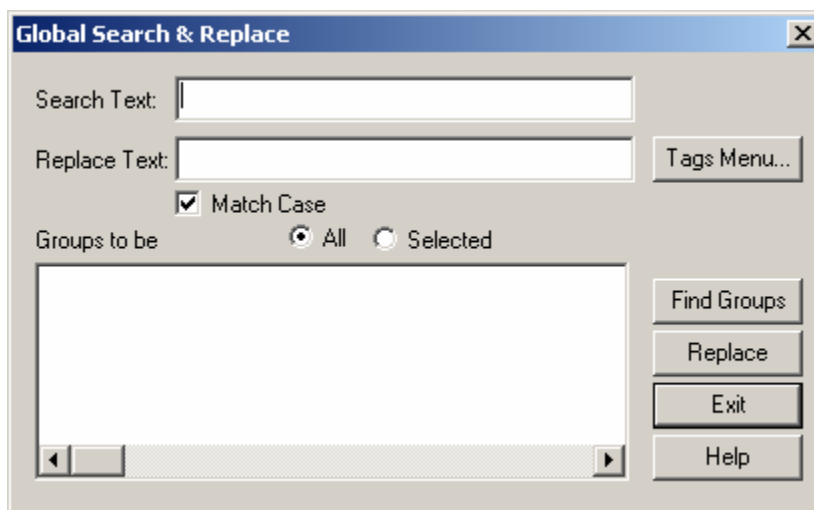 Global Search & Replace
Search Text:
Replace Text:
Tags Menu...
Match Case
Groups to be All Selected
Find Groups
Replace
Exit
Help